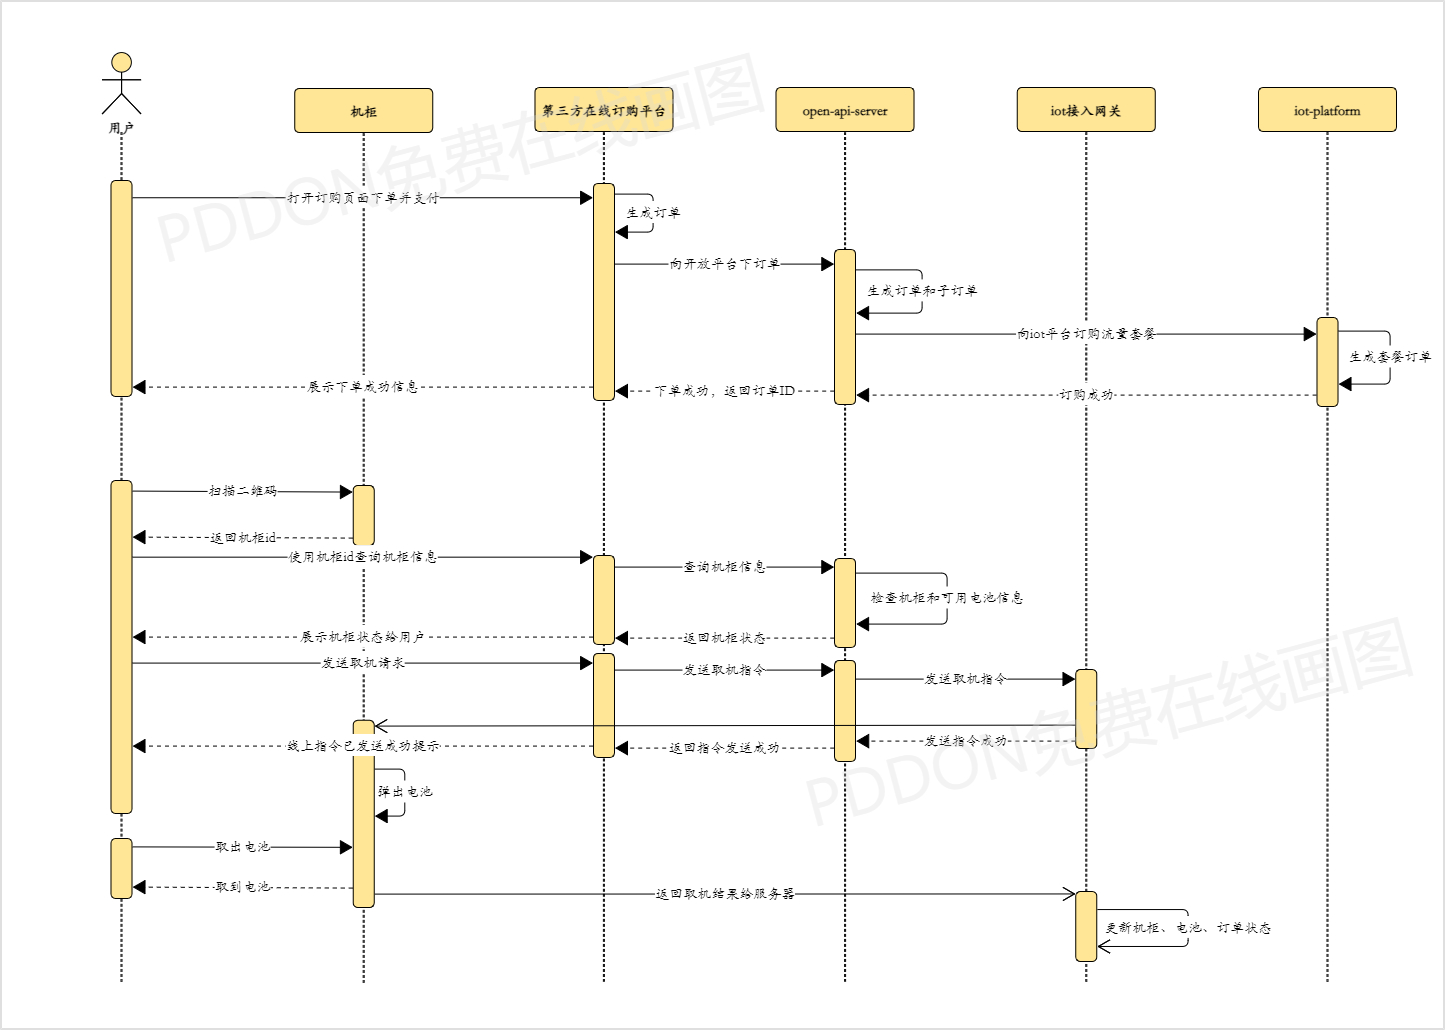 用户
机柜
第三方在线订购平台
open-api-server
iot接入网关
iot-platform
打开订购页面下单并支付
生成订单
向开放平台下订单
生成订单和子订单
向iot平台订购流量套餐
生成套餐订单
展示下单成功信息
下单成功，返回订单ID
订购成功
扫描二维码
返回机柜id
使用机柜id查询机柜信息
查询机柜信息
检查机柜和可用电池信息
展示机柜状态给用户
返回机柜状态
发送取机请求
发送取机指令
发送取机指令
线上指令已发送成功提示
返回指令发送成功
发送指令成功
弹出电池
取出电池
取到电池
返回取机结果给服务器
更新机柜、电池、订单状态
PDDON免费在线画图
PDDON免费在线画图